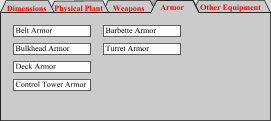 Dimensions Physical Plant Weapons Armor Other Equipment
Belt Armor Barbette Armor
Bulkhead Armor Turret Armor
Deck Armor
Control Tower Armor